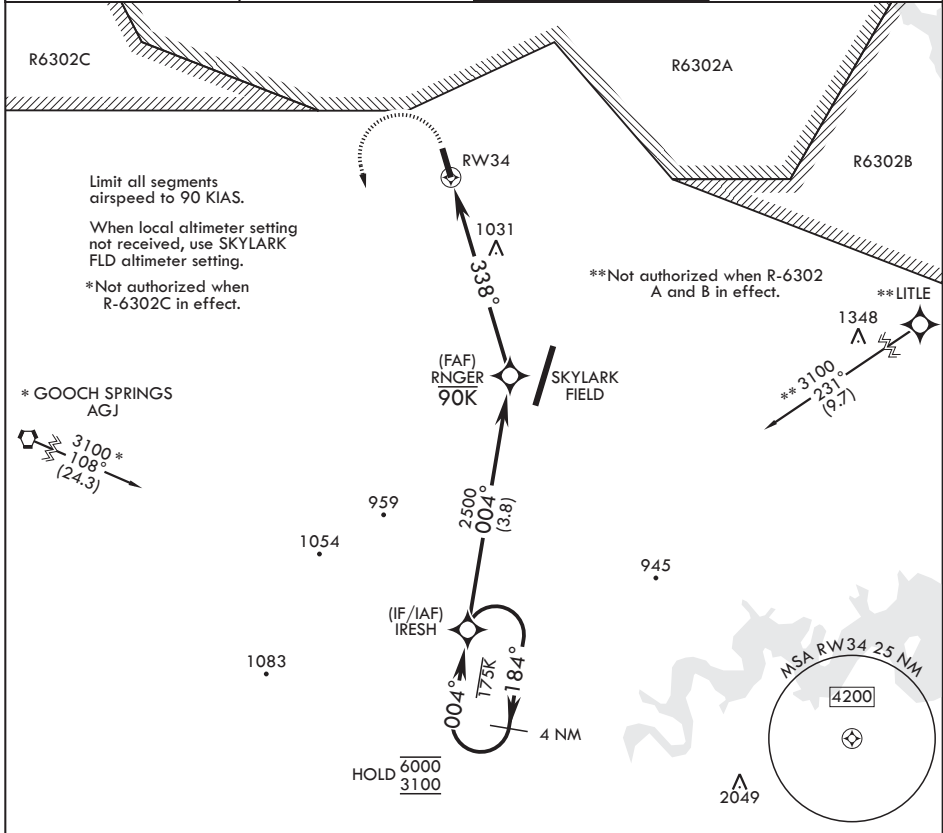 R6302C
R6302A
R6302B
RW34
Limit all segments
airspeed to 90 KIAS.
When local altimeter setting
not received, use SKYLARK
FLD altimeter setting.
*Not authorized when
R-6302C in effect.
1031
338°
**Not authorized when R-6302
A and B in effect.
**LITLE
1348
** 3100
231°
(9.7)
(FAF)
RNGER
90K
SKYLARK
FIELD
* GOOCH SPRINGS
AGJ
3100 *
108°
(24.3)
2500
004°
(3.8)
959
1054
945
(IF/IAF)
IRESH
1083
004°
175K
184°
4 NM
HOLD 6000
3100
MSA RW34 25 NM
4200
2049